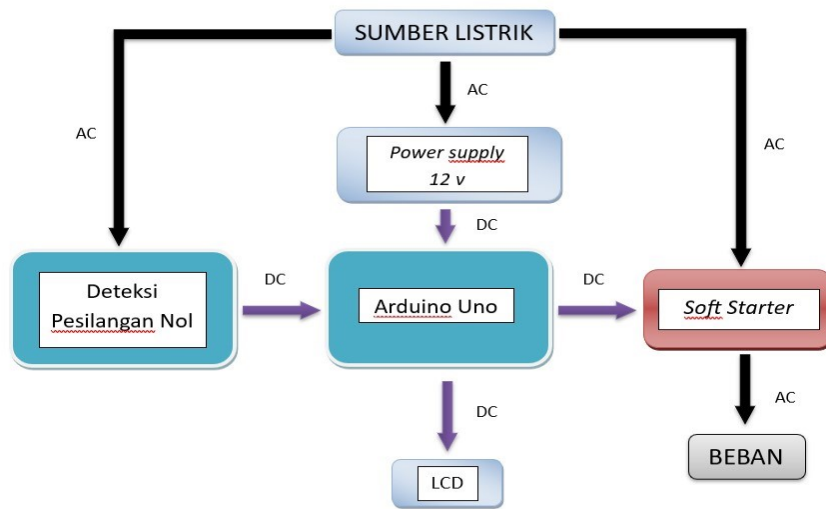 SUMBER LISTRIK
AC
AC
AC
Power supply
12 v
DC
Deteksi
Pesilangan Nol
DC
Arduino Uno
DC
Soft Starter
DC
AC
LCD
BEBAN